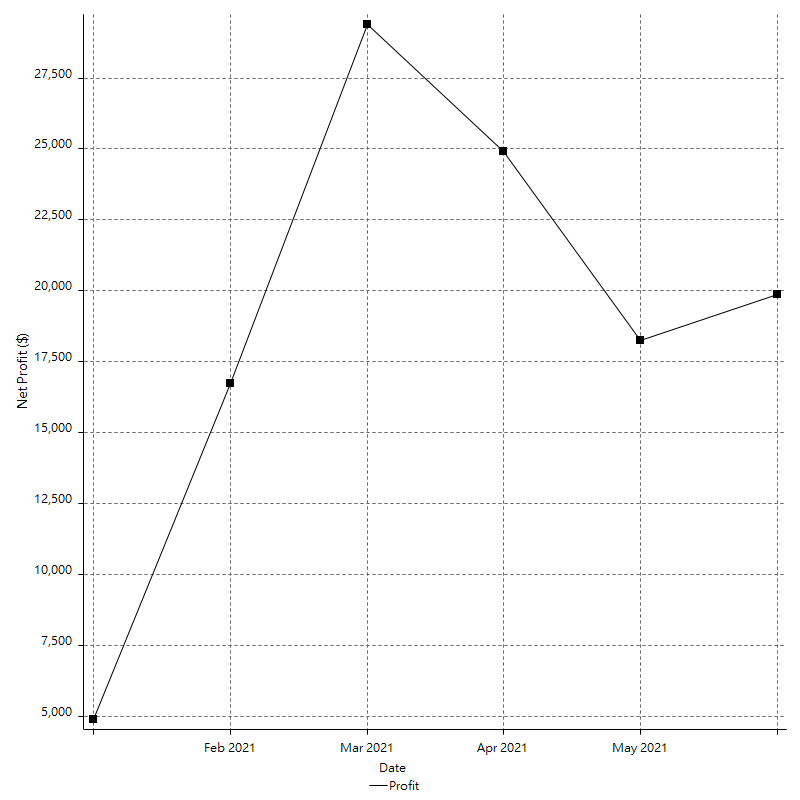 27,500
25,000
22,500
20,000
17,500
15,000
12,500
10,000
7,500
5,000
Net Profit ($)
Feb 2021 Mar 2021 Apr 2021 May 2021
Date
Profit